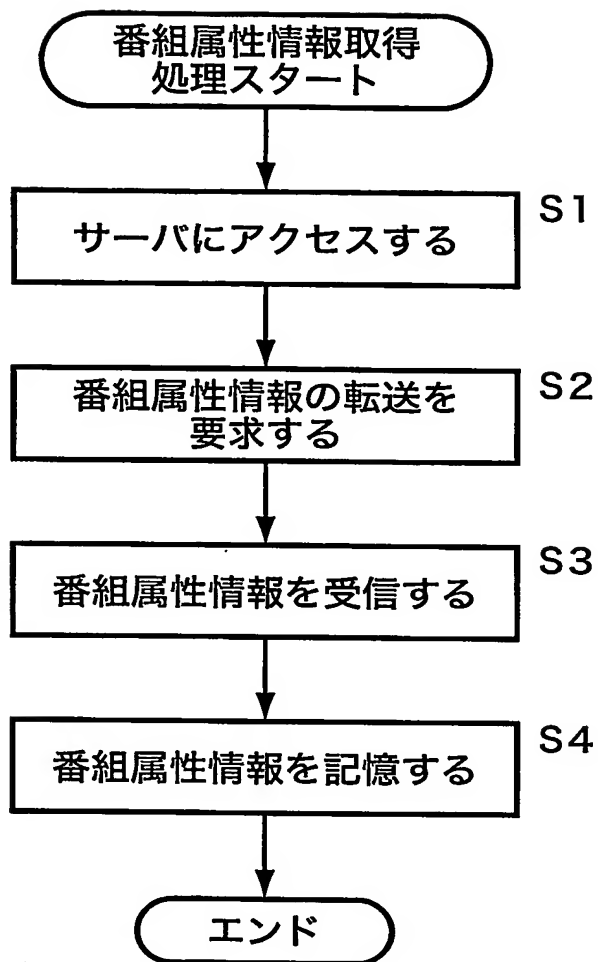 番組属性情報取得
処理スタート
S1
サーバにアクセスする
S2
番組属性情報の転送を
要求する
S3
番組属性情報を受信する
S4
番組属性情報を記憶する
エンド